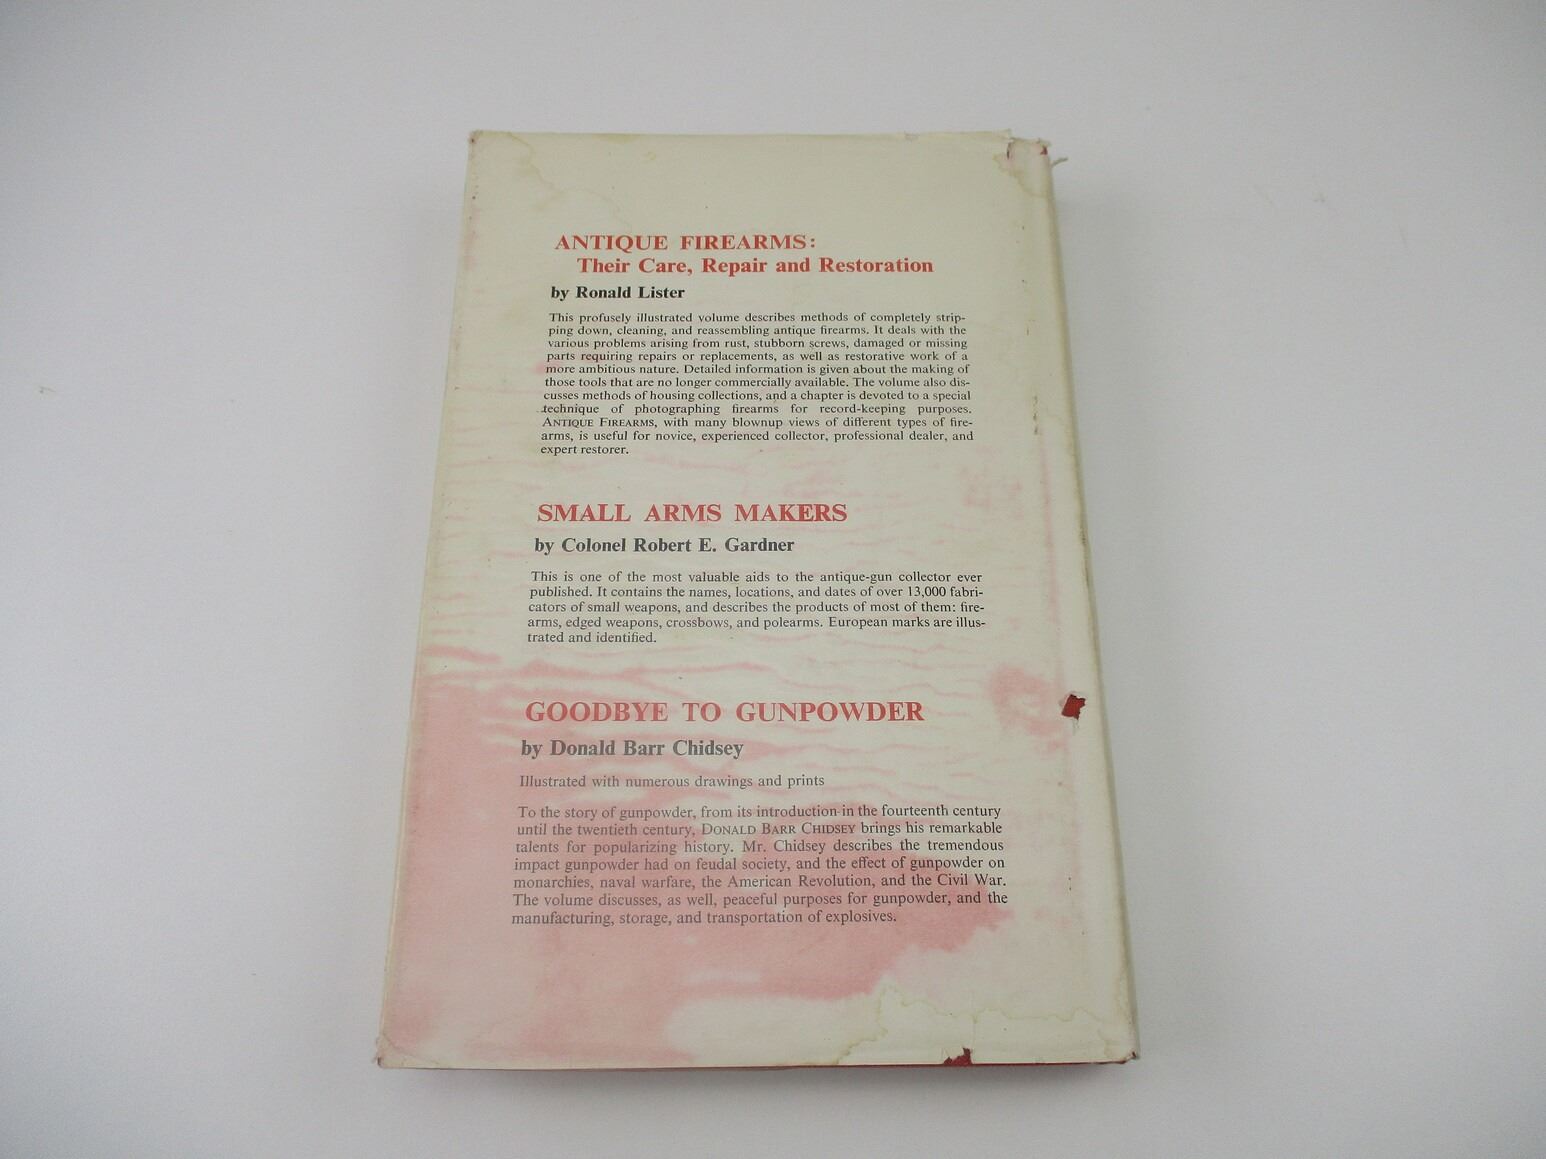 ANTIQUE FIREARMS:
Their Care, Repair and Restoration
by Ronald Lister
This profusely illustrated volume describes methods of completely strip-
ping down, cleaning, and reassembling antique firearms. It deals with the
various problems arising from rust, stubborn screws, damaged or missing
parts requiring repairs or replacements, as well as restorative work of a
more ambitious nature. Detailed information is given about the making of
those tools that are no longer commercially available. The volume also dis-
cusses methods of housing collections, and a chapter is devoted to a special
technique of photographing firearms for record-keeping purposes.
ANTIQUE FIREARMS, with many blownup views of different types of fire-
arms, is useful for novice, experienced collector, professional dealer, and
expert restorer.
SMALL ARMS MAKERS
by Colonel Robert E. Gardner
This is one of the most valuable aids to the antique-gun collector ever
published. It contains the names, locations, and dates of over 13,000 fabri-
cators of small weapons, and describes the products of most of them: fire-
arms, edged weapons, crossbows, and polearms. European marks are illus-
trated and identified.
GOODBYE TO GUNPOWDER
by Donald Barr Chidsey
Illustrated with numerous drawings and prints
To the story of gunpowder, from its introduction in the fourteenth century
until the twentieth century, DONALD BARR CHIDSEY brings his remarkable
talents for popularizing history. Mr. Chidsey describes the tremendous
impact gunpowder had on feudal society, and the effect of gunpowder on
monarchies, naval warfare, the American Revolution, and the Civil War.
The volume discusses, as well, peaceful purposes for gunpowder, and the
manufacturing, storage, and transportation of explosives.